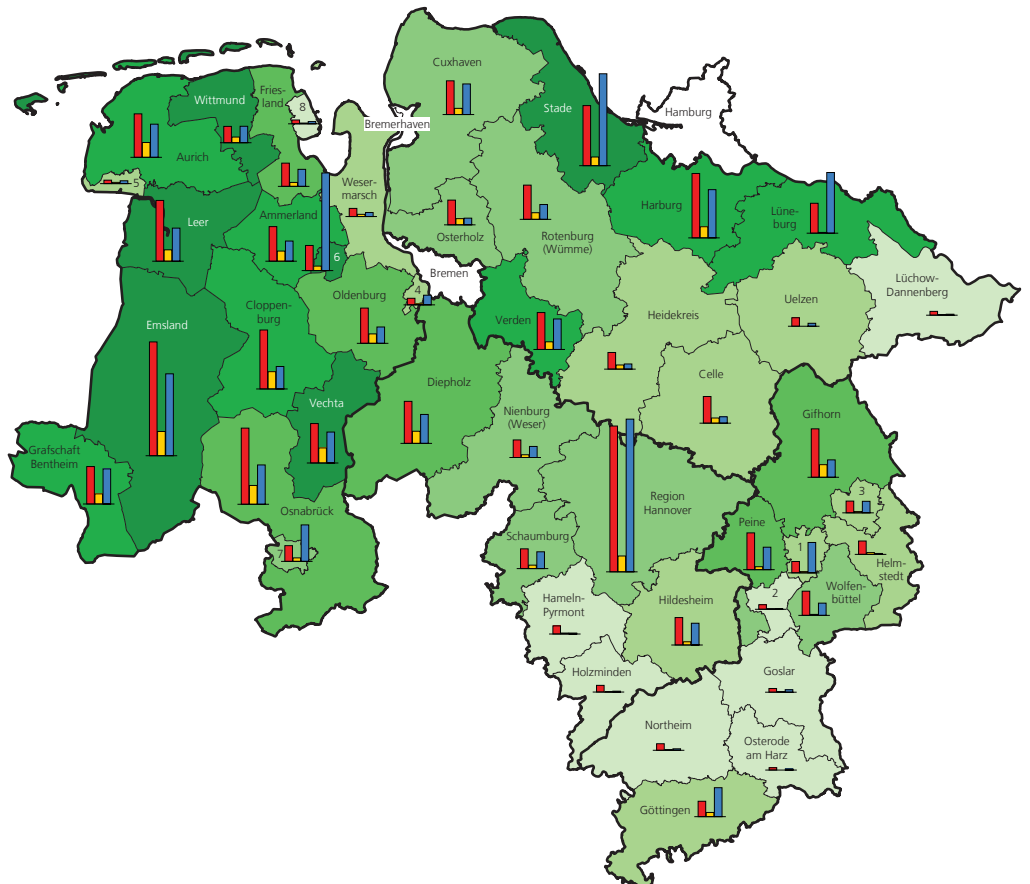 Cuxhaven
Wittmund
Fries-
land
8
Stade
Hamburg
Bremerhaven
Aurich
5
Weser-
marsch
Leer
Ammerland
Harburg
Lüne-
burg
Osterholz
Rotenburg
(Wümme)
6
Bremen
Lüchow-
Dannenberg
4
Oldenburg
Uelzen
Cloppen-
burg
Heidekreis
Verden
Emsland
Celle
Diepholz
Vechta
Nienburg
(Weser)
Gifhorn
Grafschaft
Bentheim
Region
Hannover
3
Osnabrück
Peine
Schaumburg
7
1
Helm-
stedt
Wolfen-
büttel
2
Hameln-
Pyrmont
Hildesheim
Holzminden
Goslar
Northeim
Osterode
am Harz
Göttingen